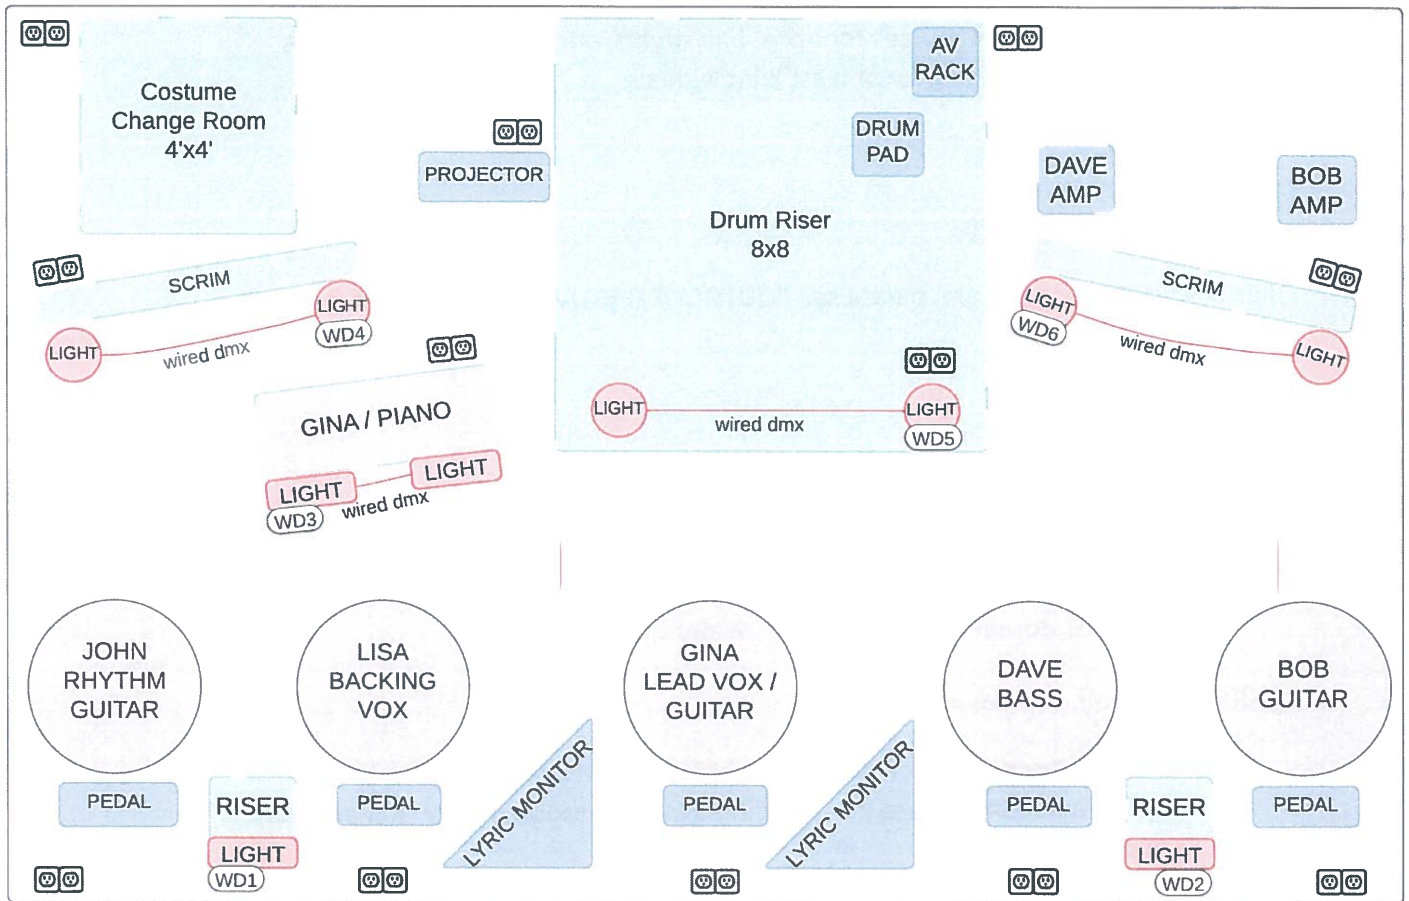 Costume
Change Room
4'x4'
AV
RACK
DRUM
PAD
PROJECTOR
DAVE
AMP
BOB
AMP
Drum Riser
8x8
SCRIM
LIGHT
WD4
LIGHT
wired dmx
SCRIM
LIGHT
WD6
wired dmx
LIGHT
GINA / PIANO
LIGHT
wired dmx
LIGHT
WD5
LIGHT
WD3
wired dmx
LIGHT
JOHN
RHYTHM
GUITAR
LISA
BACKING
VOX
GINA
LEAD VOX /
GUITAR
DAVE
BASS
BOB
GUITAR
PEDAL
RISER
LIGHT
WD1
PEDAL
LYRIC MONITOR
PEDAL
LYRIC MONITOR
PEDAL
RISER
LIGHT
WD2
PEDAL